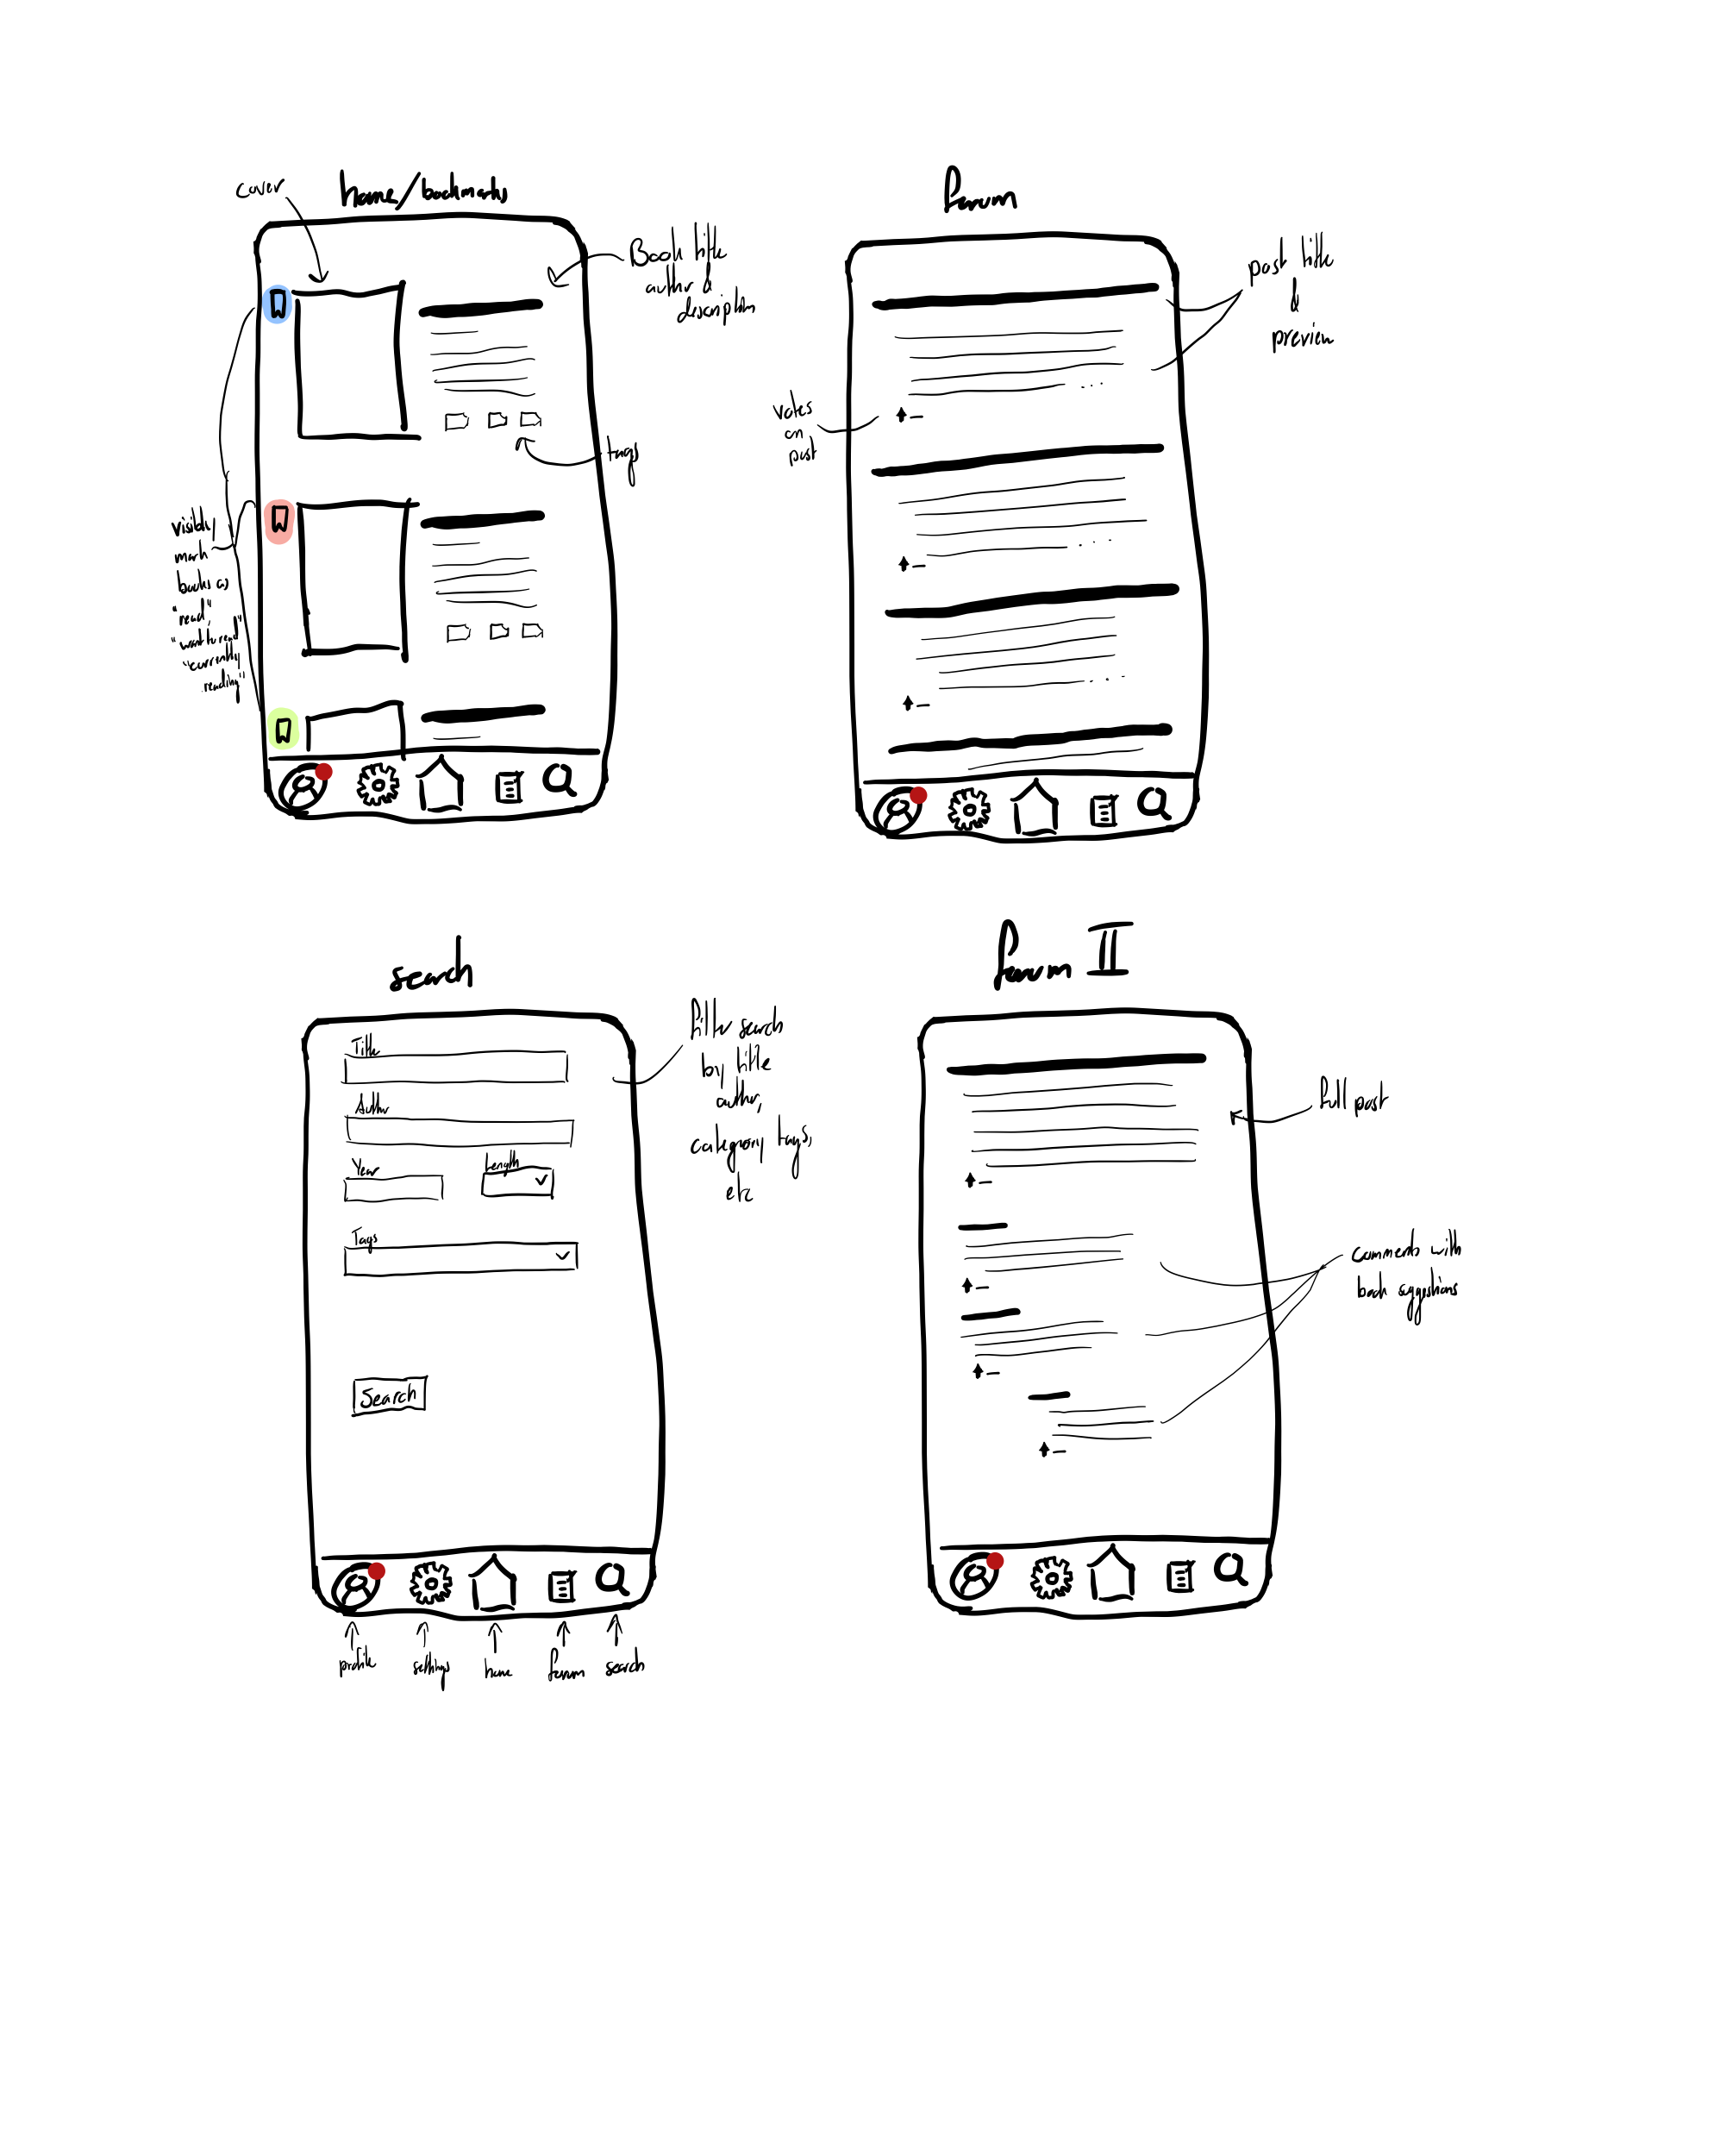 home/bookmarks
cover
Book title
author &
description
tags
visibly
mark
books as
"read",
"want to read"
"currently
reading"
forum
post title
&
preview
votes
on
post
search
Title
Author
Year
Length
Tags
Search
filter search
by title
author,
category tags,
etc
profile
settings
home
forum
search
forum II
full post
comments with
book suggestions